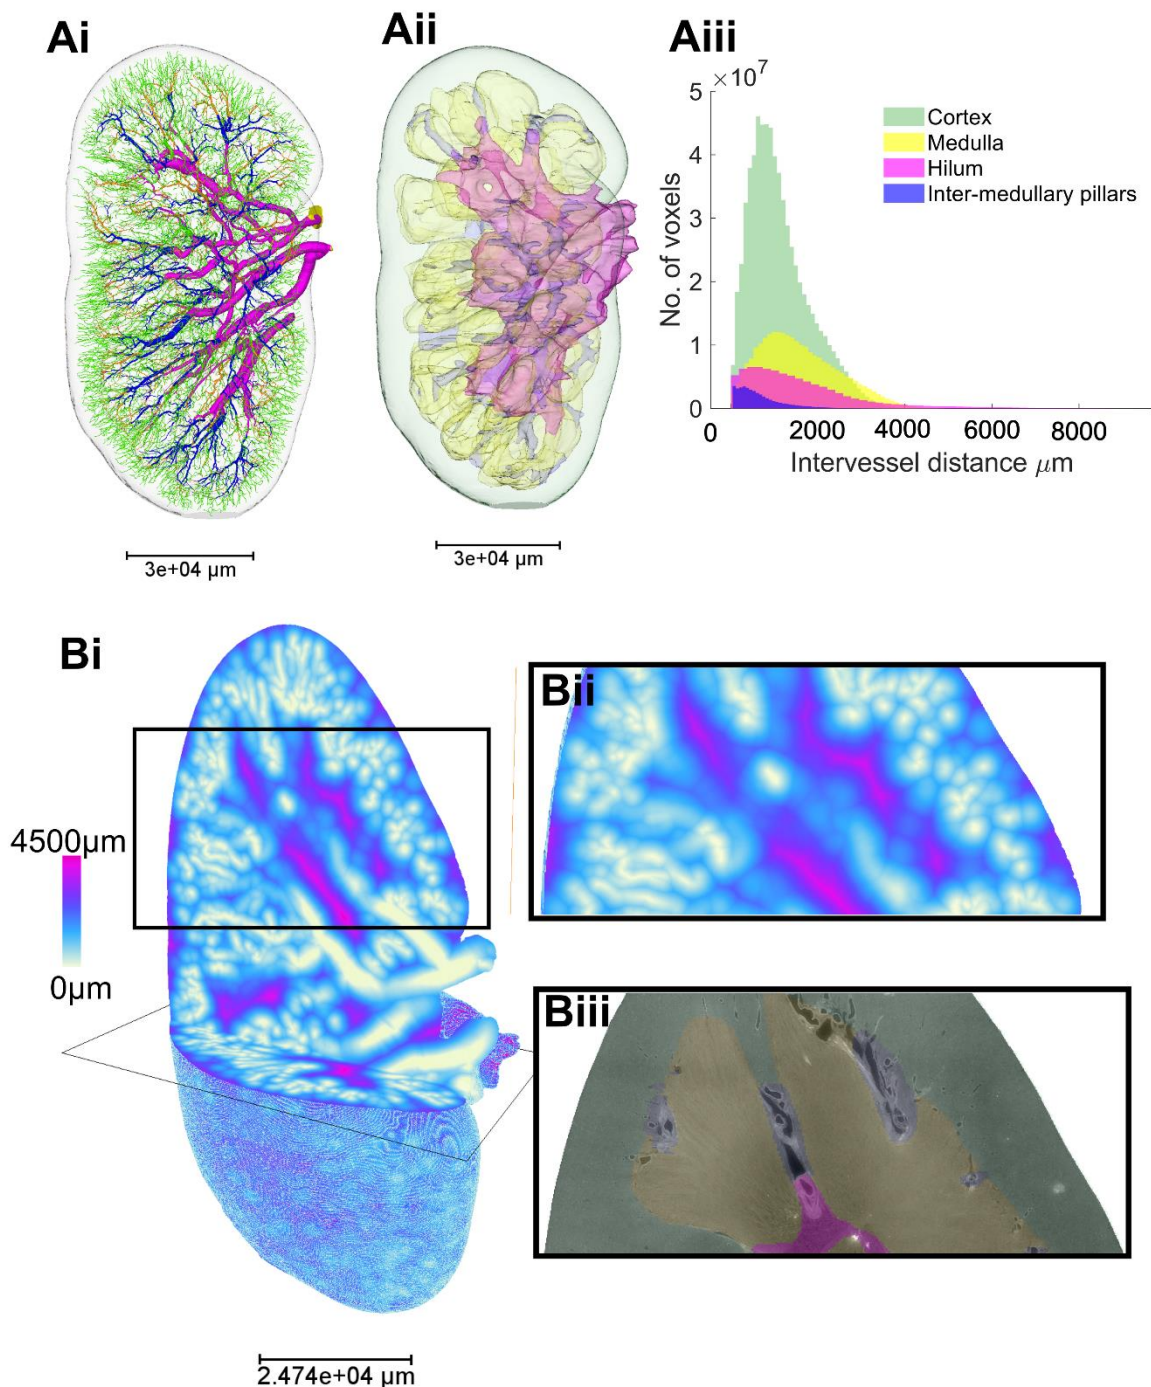 Ai
Aii
Aiii
×10⁷
5
4
3
2
1
0
No. of voxels
Cortex
Medulla
Hilum
Inter-medullary pillars
0
2000
4000
6000
8000
Intervessel distance μm
3e+04 μm
3e+04 μm
Bi
Bii
4500μm
0μm
Biii
2.474e+04 μm